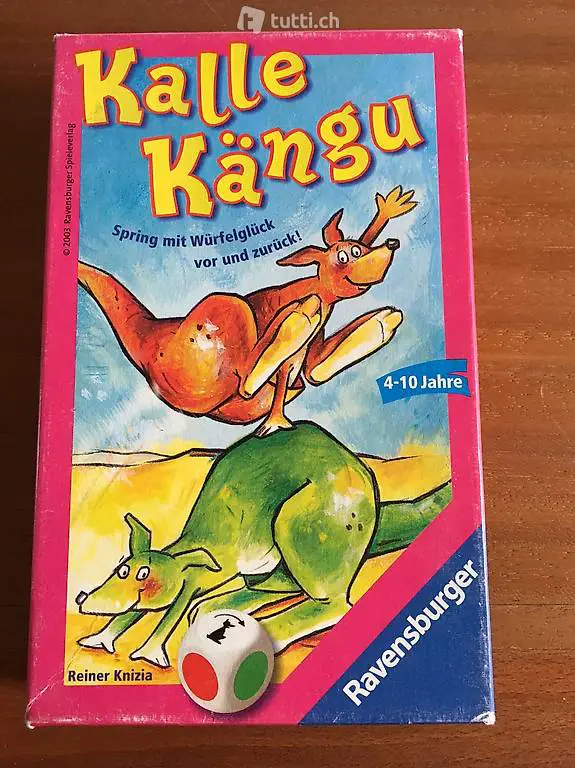 tutti.ch
Kalle
Kängu
Spring mit Würfelglück
vor und zurück!
© 2003 Ravensburger Spieleverlag
4-10 Jahre
Reiner Knizia
Ravensburger